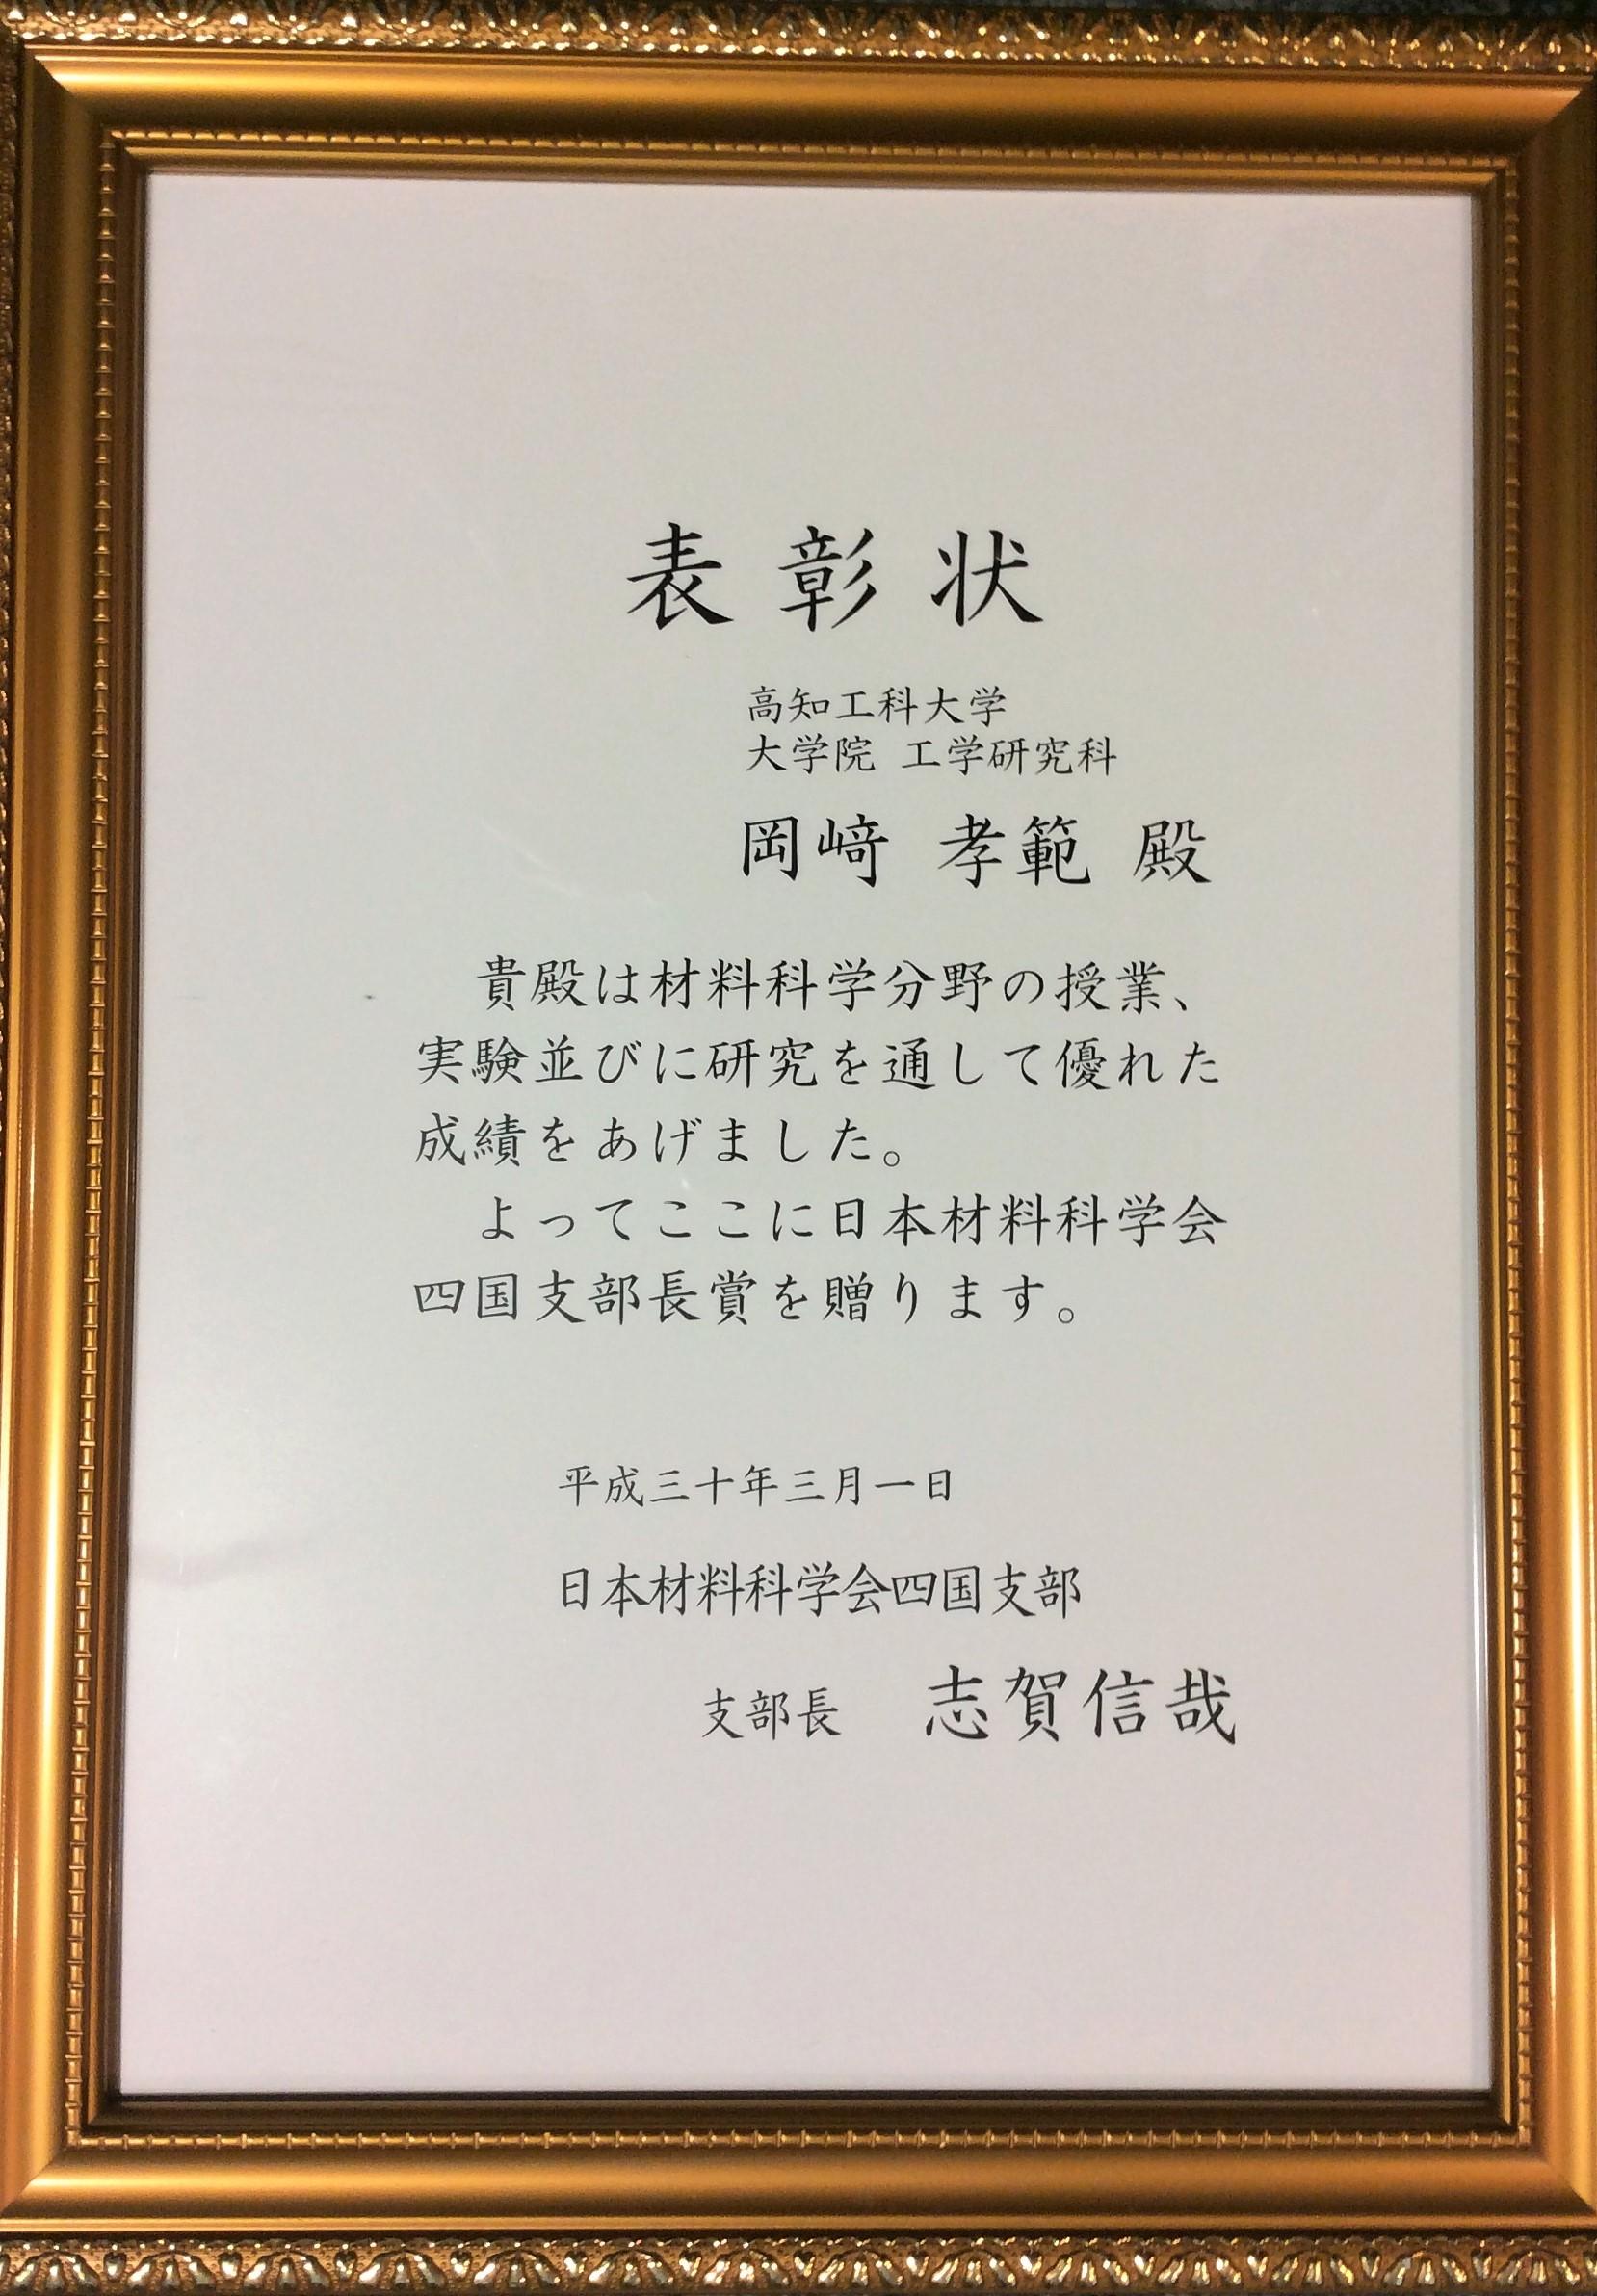 表彰状
高知工科大学
大学院 工学研究科
岡﨑 孝範 殿
貴殿は材料科学分野の授業、
実験並びに研究を通して優れた
成績をあげました。
よってここに日本材料科学会
四国支部長賞を贈ります。
平成三十年三月一日
日本材料科学会四国支部
支部長 志賀信哉